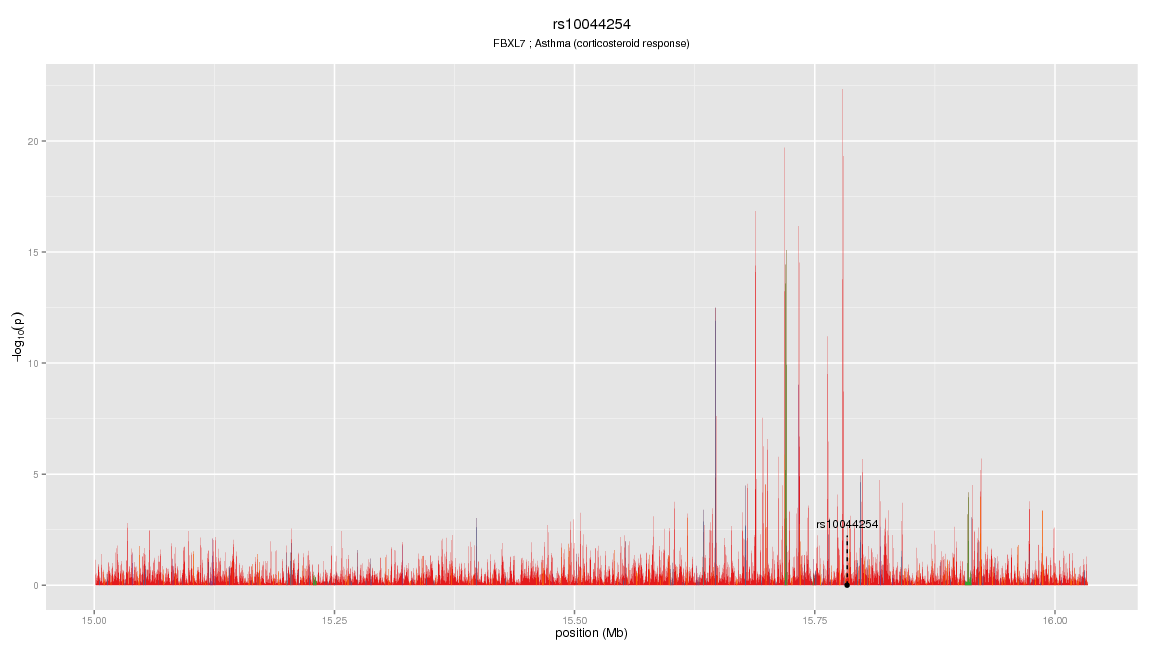 rs10044254
FBXL7 ; Asthma (corticosteroid response)
−log10(p)
20
15
10
5
0
rs10044254
15.00 15.25 15.50 15.75 16.00
position (Mb)